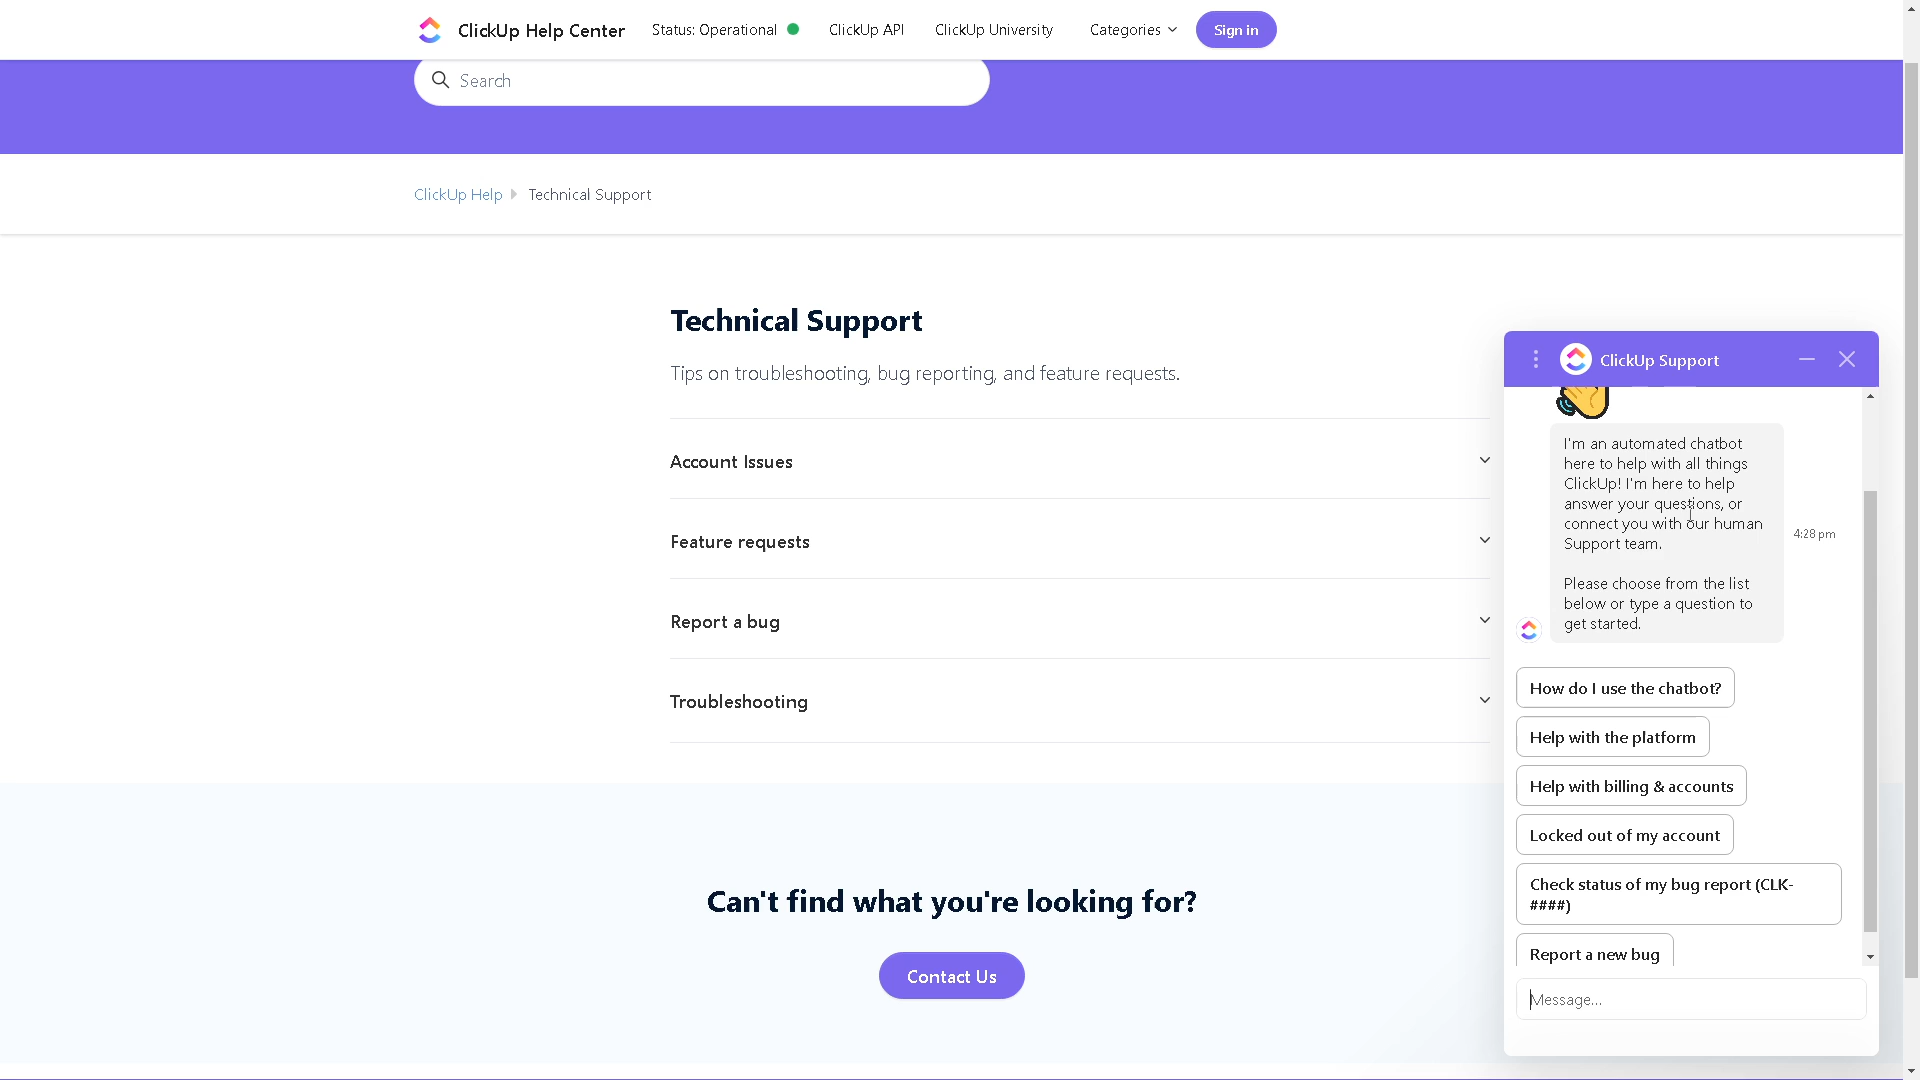 ClickUp Help Center
Status: Operational
ClickUp API
ClickUp University
Categories
Sign in
Search
ClickUp Help
Technical Support
Technical Support
Tips on troubleshooting, bug reporting, and feature requests.
Account Issues
Feature requests
Report a bug
Troubleshooting
Can't find what you're looking for?
Contact Us
ClickUp Support
I'm an automated chatbot
here to help with all things
ClickUp! I'm here to help
answer your questions, or
connect you with our human
Support team.
4:28 pm
Please choose from the list
below or type a question to
get started.
How do I use the chatbot?
Help with the platform
Help with billing & accounts
Locked out of my account
Check status of my bug report (CLK-
####)
Report a new bug
Message...